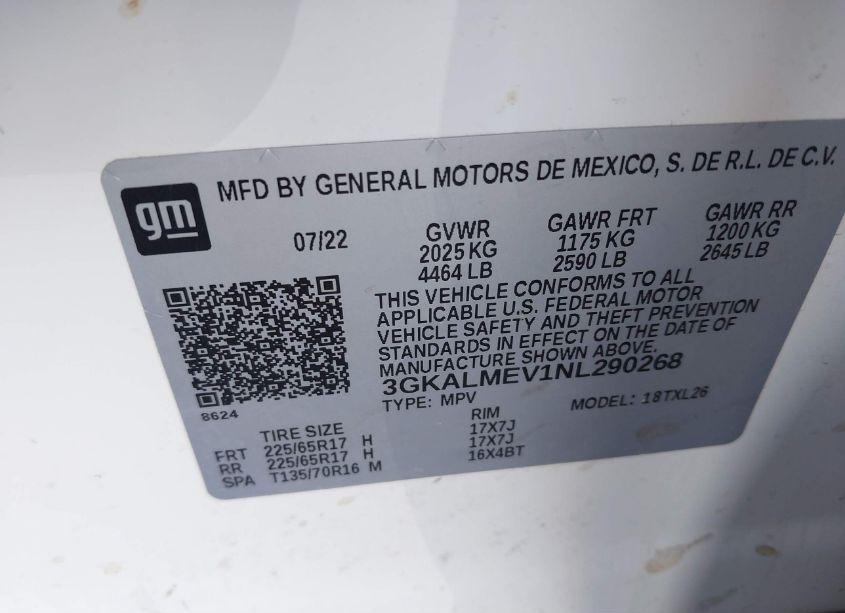 gm
MFD BY GENERAL MOTORS DE MEXICO, S. DE R.L. DE C.V.
07/22 GVWR GAWR FRT GAWR RR
2025 KG 1175 KG 1200 KG
4464 LB 2590 LB 2645 LB
THIS VEHICLE CONFORMS TO ALL
APPLICABLE U.S. FEDERAL MOTOR
VEHICLE SAFETY AND THEFT PREVENTION
STANDARDS IN EFFECT ON THE DATE OF
MANUFACTURE SHOWN ABOVE.
3GKALMEV1NL290268
8624
TYPE: MPV MODEL: 18TXL26
TIRE SIZE RIM
FRT 225/65R17 H 17X7J
RR 225/65R17 H 17X7J
SPA T135/70R16 M 16X4BT